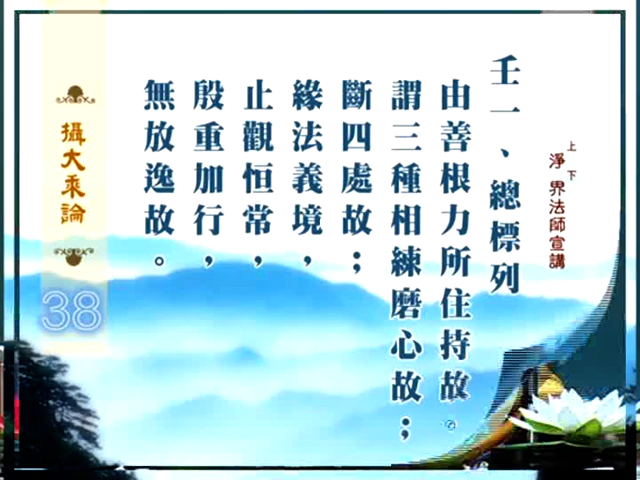 上淨下界法師宣講
壬一、總標列
由善根力所住持故。
謂三種相練磨心故；
斷四處故；
緣法義境，
止觀恒常，
殷重加行，
無放逸故。
攝大乘論
38